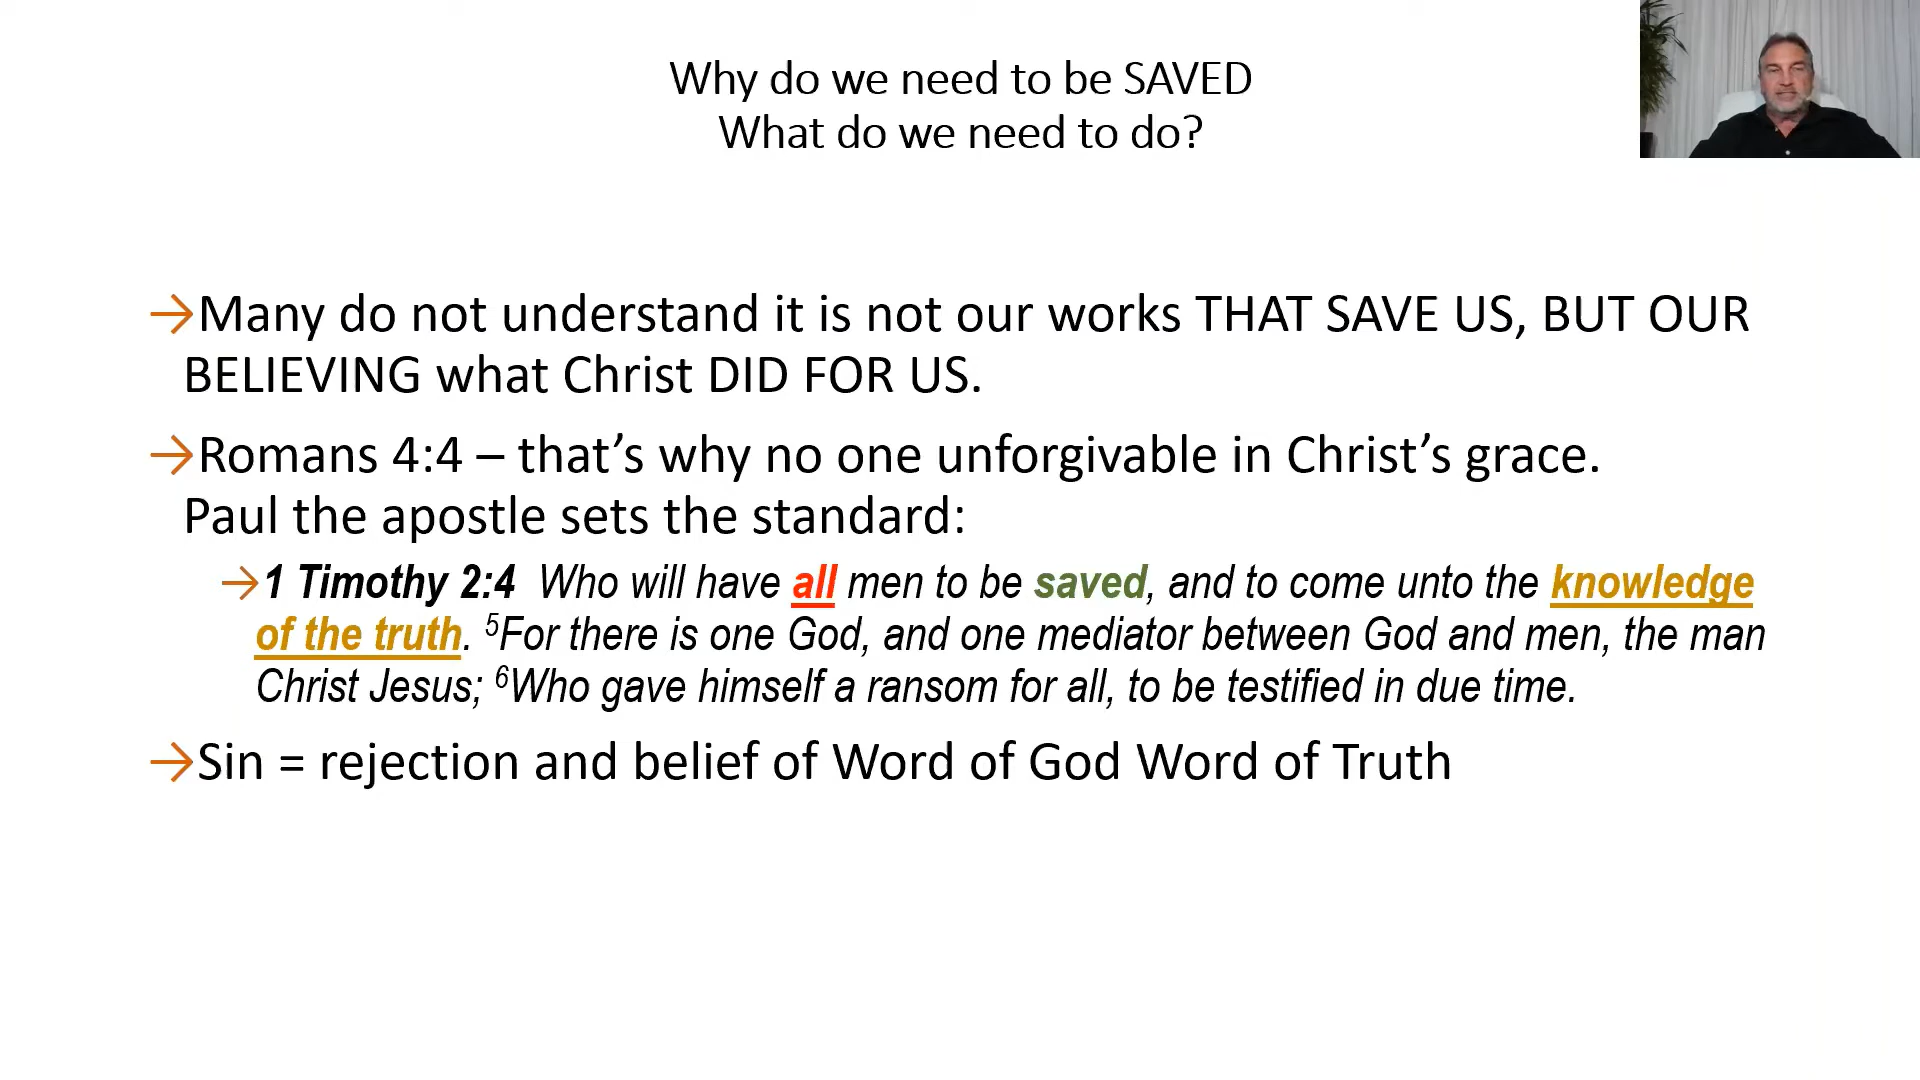 Why do we need to be SAVED
What do we need to do?
→Many do not understand it is not our works THAT SAVE US, BUT OUR
BELIEVING what Christ DID FOR US.
→Romans 4:4 – that’s why no one unforgivable in Christ’s grace.
Paul the apostle sets the standard:
→1 Timothy 2:4 Who will have all men to be saved, and to come unto the knowledge
of the truth. ⁵For there is one God, and one mediator between God and men, the man
Christ Jesus; ⁶Who gave himself a ransom for all, to be testified in due time.
→Sin = rejection and belief of Word of God Word of Truth